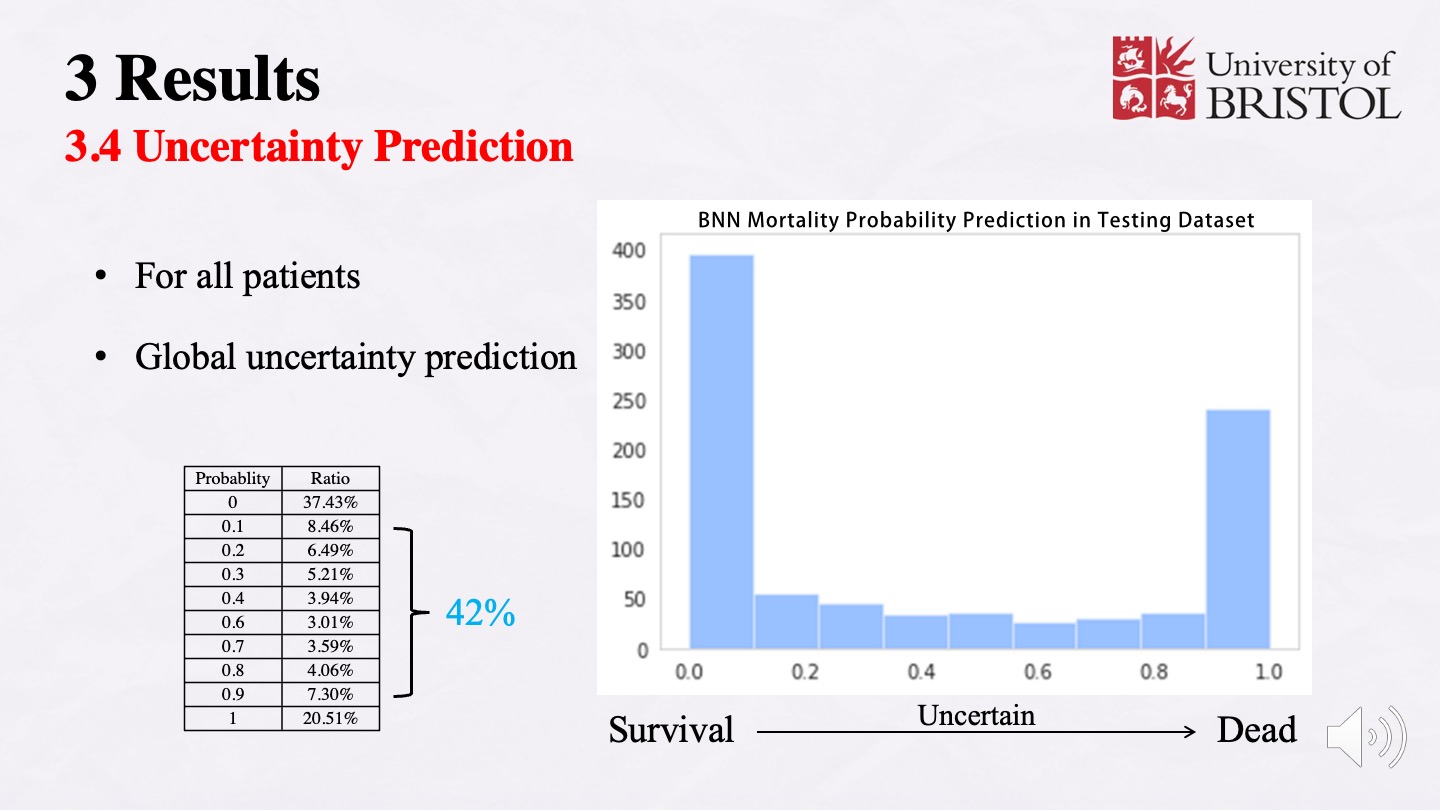 3 Results
3.4 Uncertainty Prediction
University of
BRISTOL
• For all patients
• Global uncertainty prediction
Probablity Ratio
0 37.43%
0.1 8.46%
0.2 6.49%
0.3 5.21%
0.4 3.94%
0.6 3.01%
0.7 3.59%
0.8 4.06%
0.9 7.30%
1 20.51%
42%
BNN Mortality Probability Prediction in Testing Dataset
400
350
300
250
200
150
100
50
0
0.0 0.2 0.4 0.6 0.8 1.0
Survival Uncertain Dead